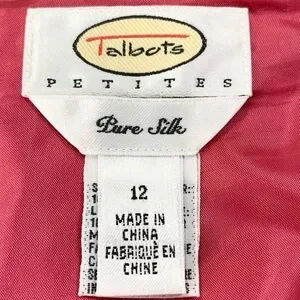 Talbots
PETITES
Pure Silk
12
MADE IN
CHINA
FABRIQUÉ EN
CHINE